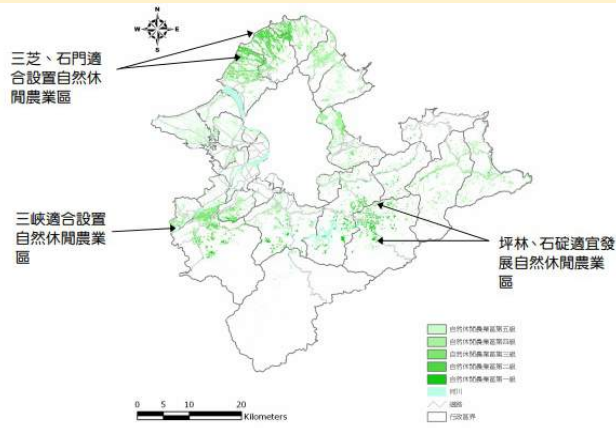 N
W E
S
三芝、石門適
合設置自然休
閒農業區
三峽適合設置
自然休閒農業
區
坪林、石碇適宜發
展自然休閒農業
區
自然休閒農業區第五級
自然休閒農業區第四級
自然休閒農業區第三級
自然休閒農業區第二級
自然休閒農業區第一級
河川
道路
行政區界
0 5 10 20
Kilometers